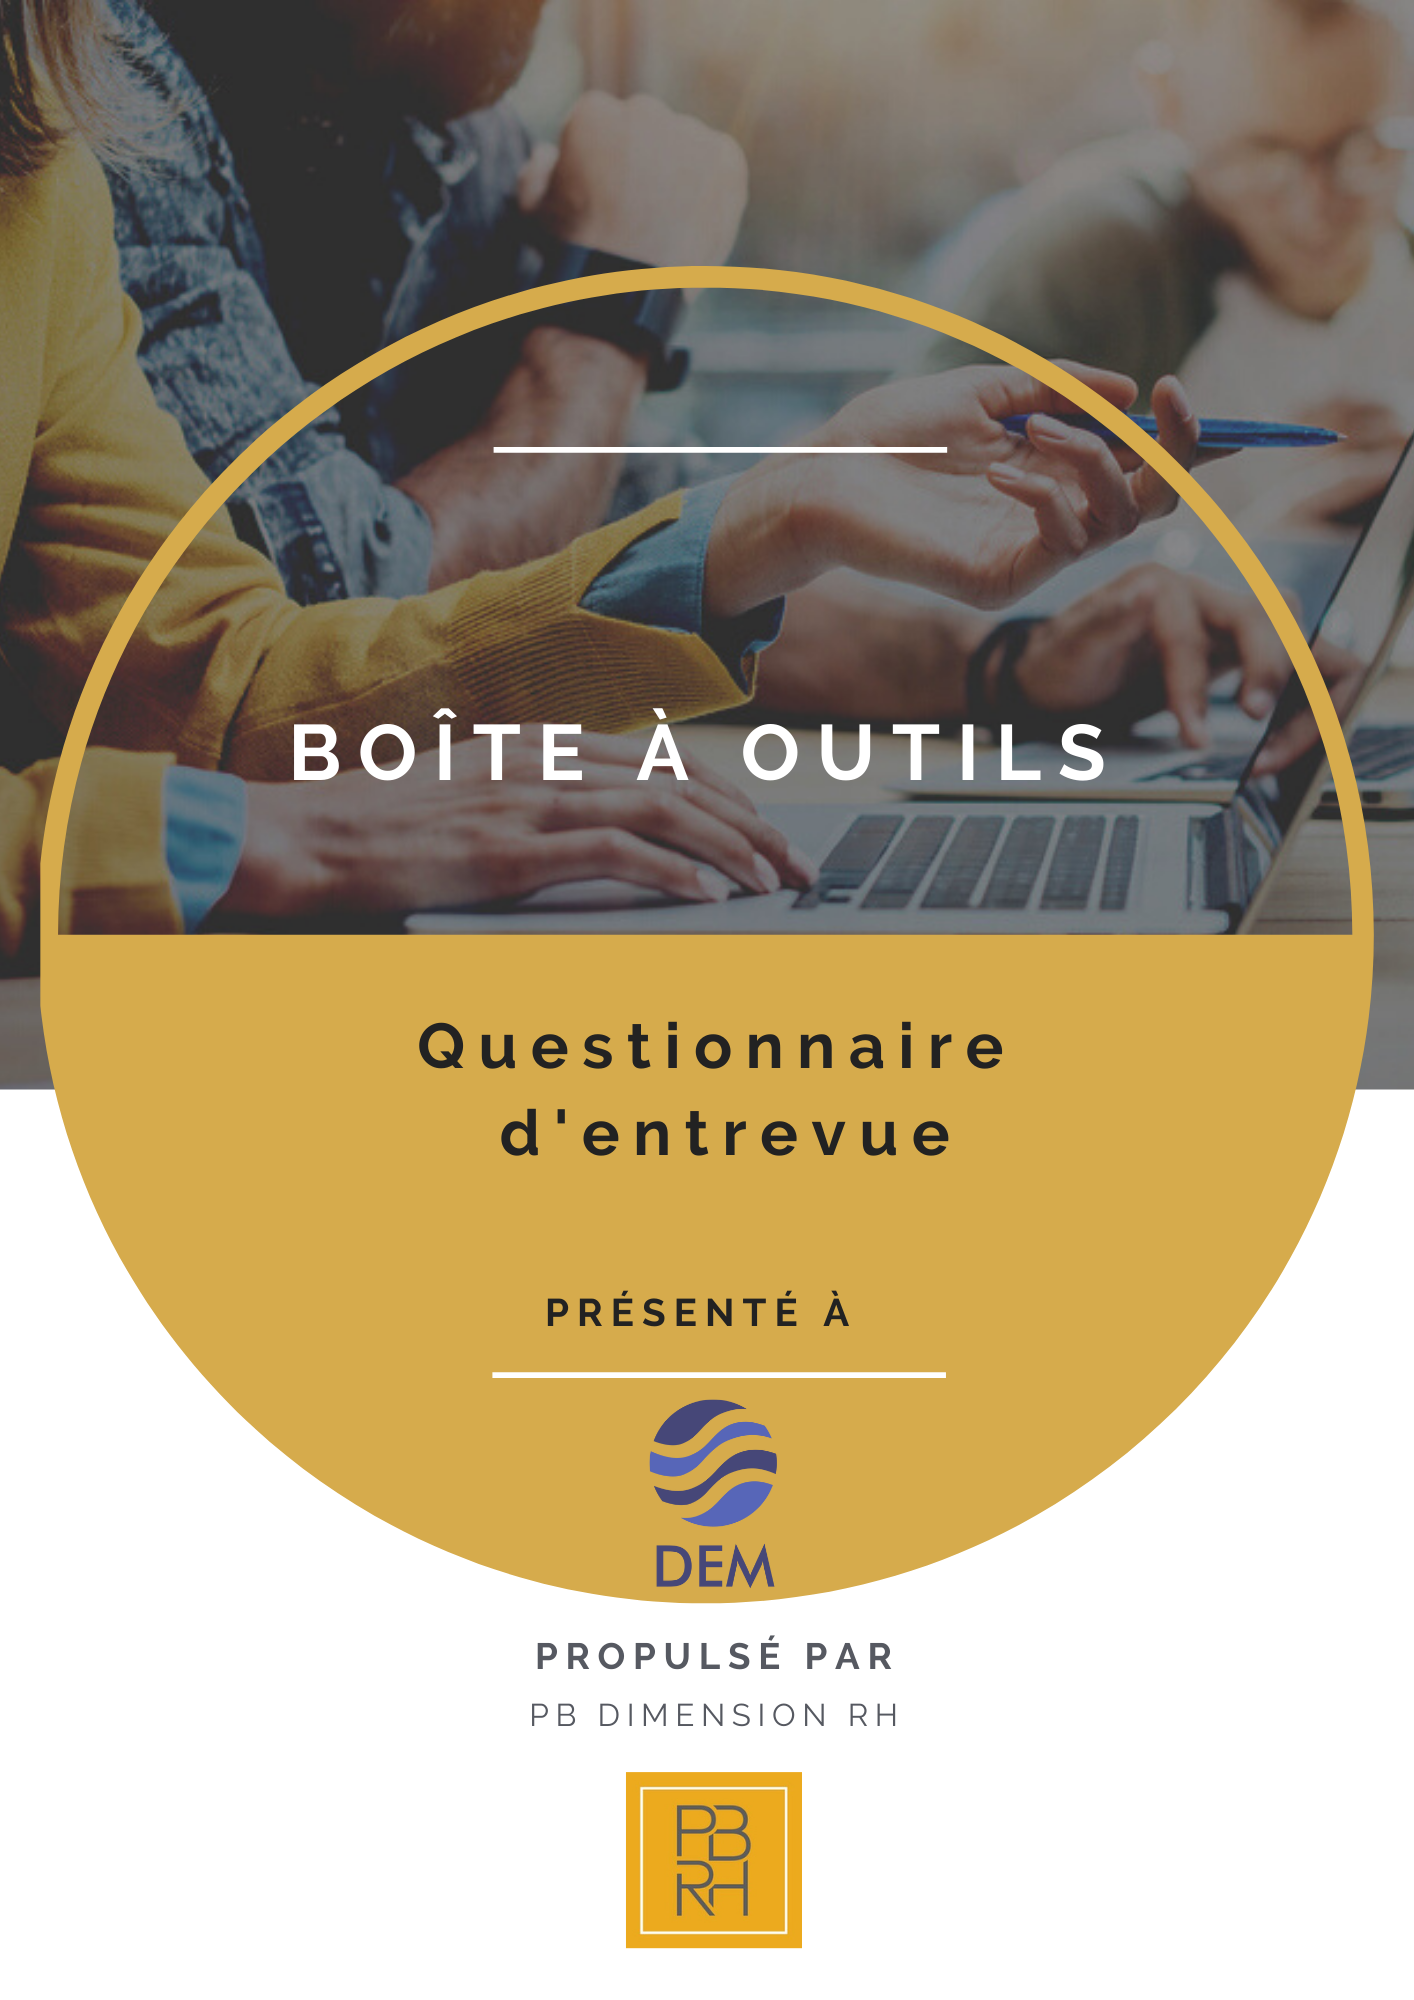 BOÎTE À OUTILS
Questionnaire
d'entrevue
PRÉSENTÉ À
DEM
PROPULSÉ PAR
PB DIMENSION RH
PB
RH